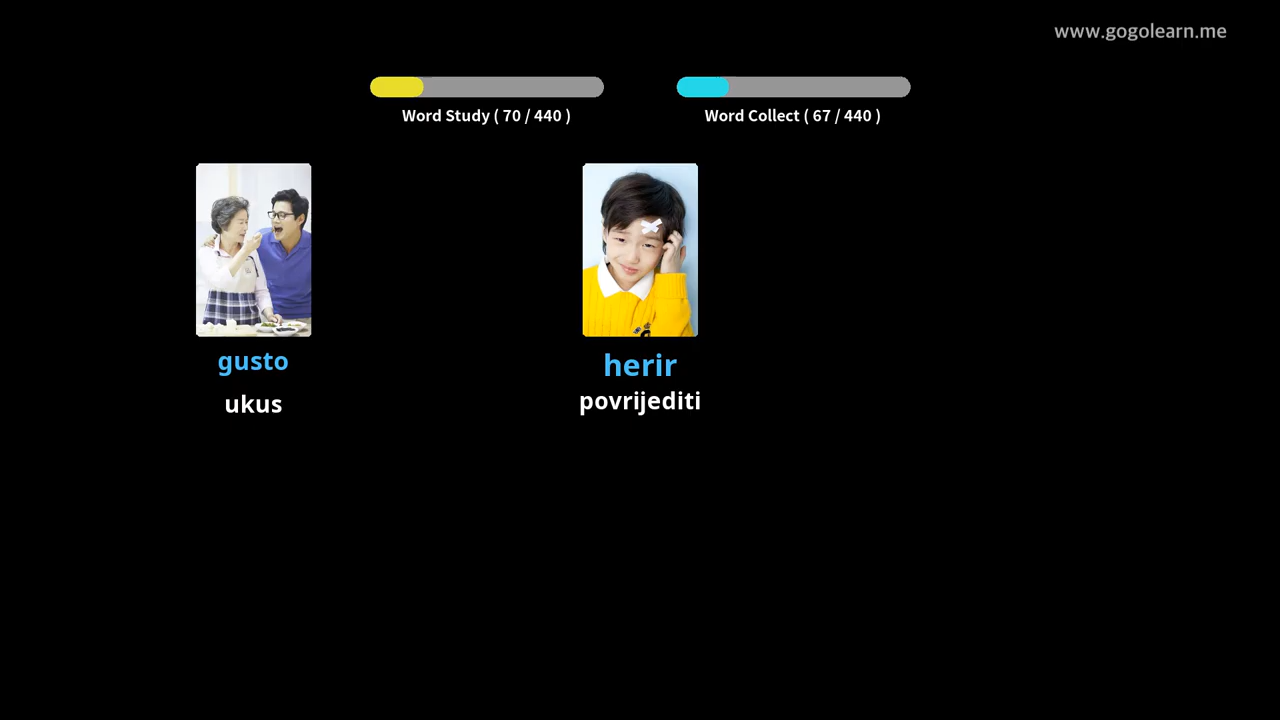 www.gogolearn.me
Word Study ( 70 / 440 )
Word Collect ( 67 / 440 )
gusto
ukus
herir
povrijediti